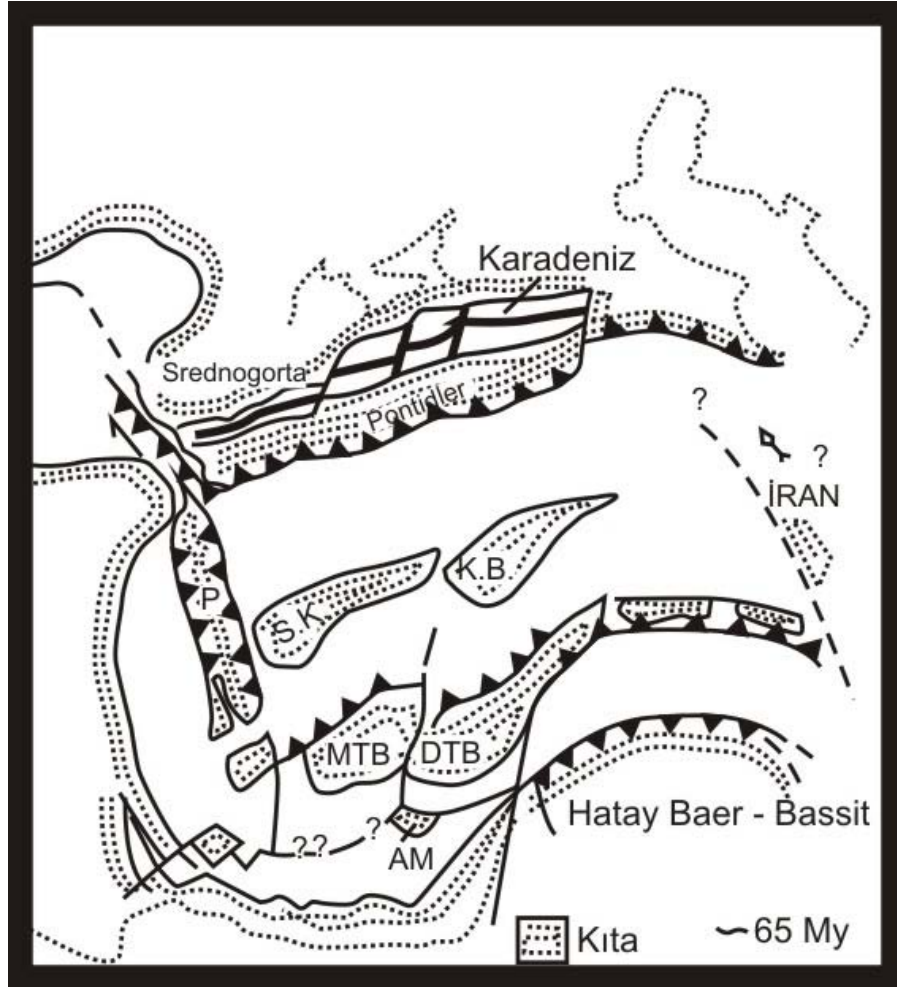 Karadeniz
Srednogorta
Pontidler
?
?
İRAN
K.B.
P
S.K.
MTB
DTB
Hatay Baer - Bassit
??
?
AM
Kıta
65 My